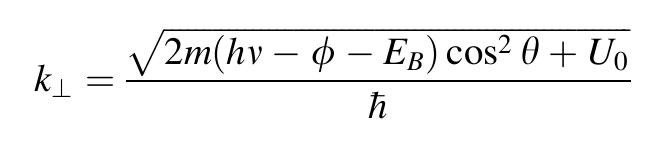 k⊥ = √(2m(hν − ϕ − E_B) cos² θ + U₀) / ℏ